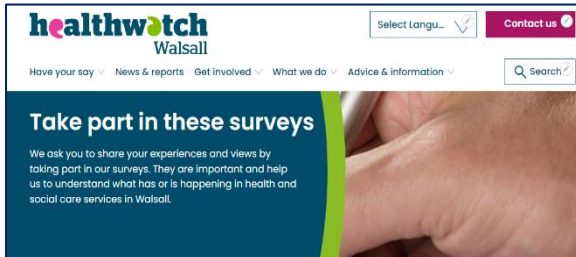 healthwatch
Walsall
Select Langu...
Contact us
Have your say News & reports Get involved What we do Advice & information
Search
Take part in these surveys
We ask you to share your experiences and views by
taking part in our surveys. They are important and help
us to understand what has or is happening in health and
social care services in Walsall.